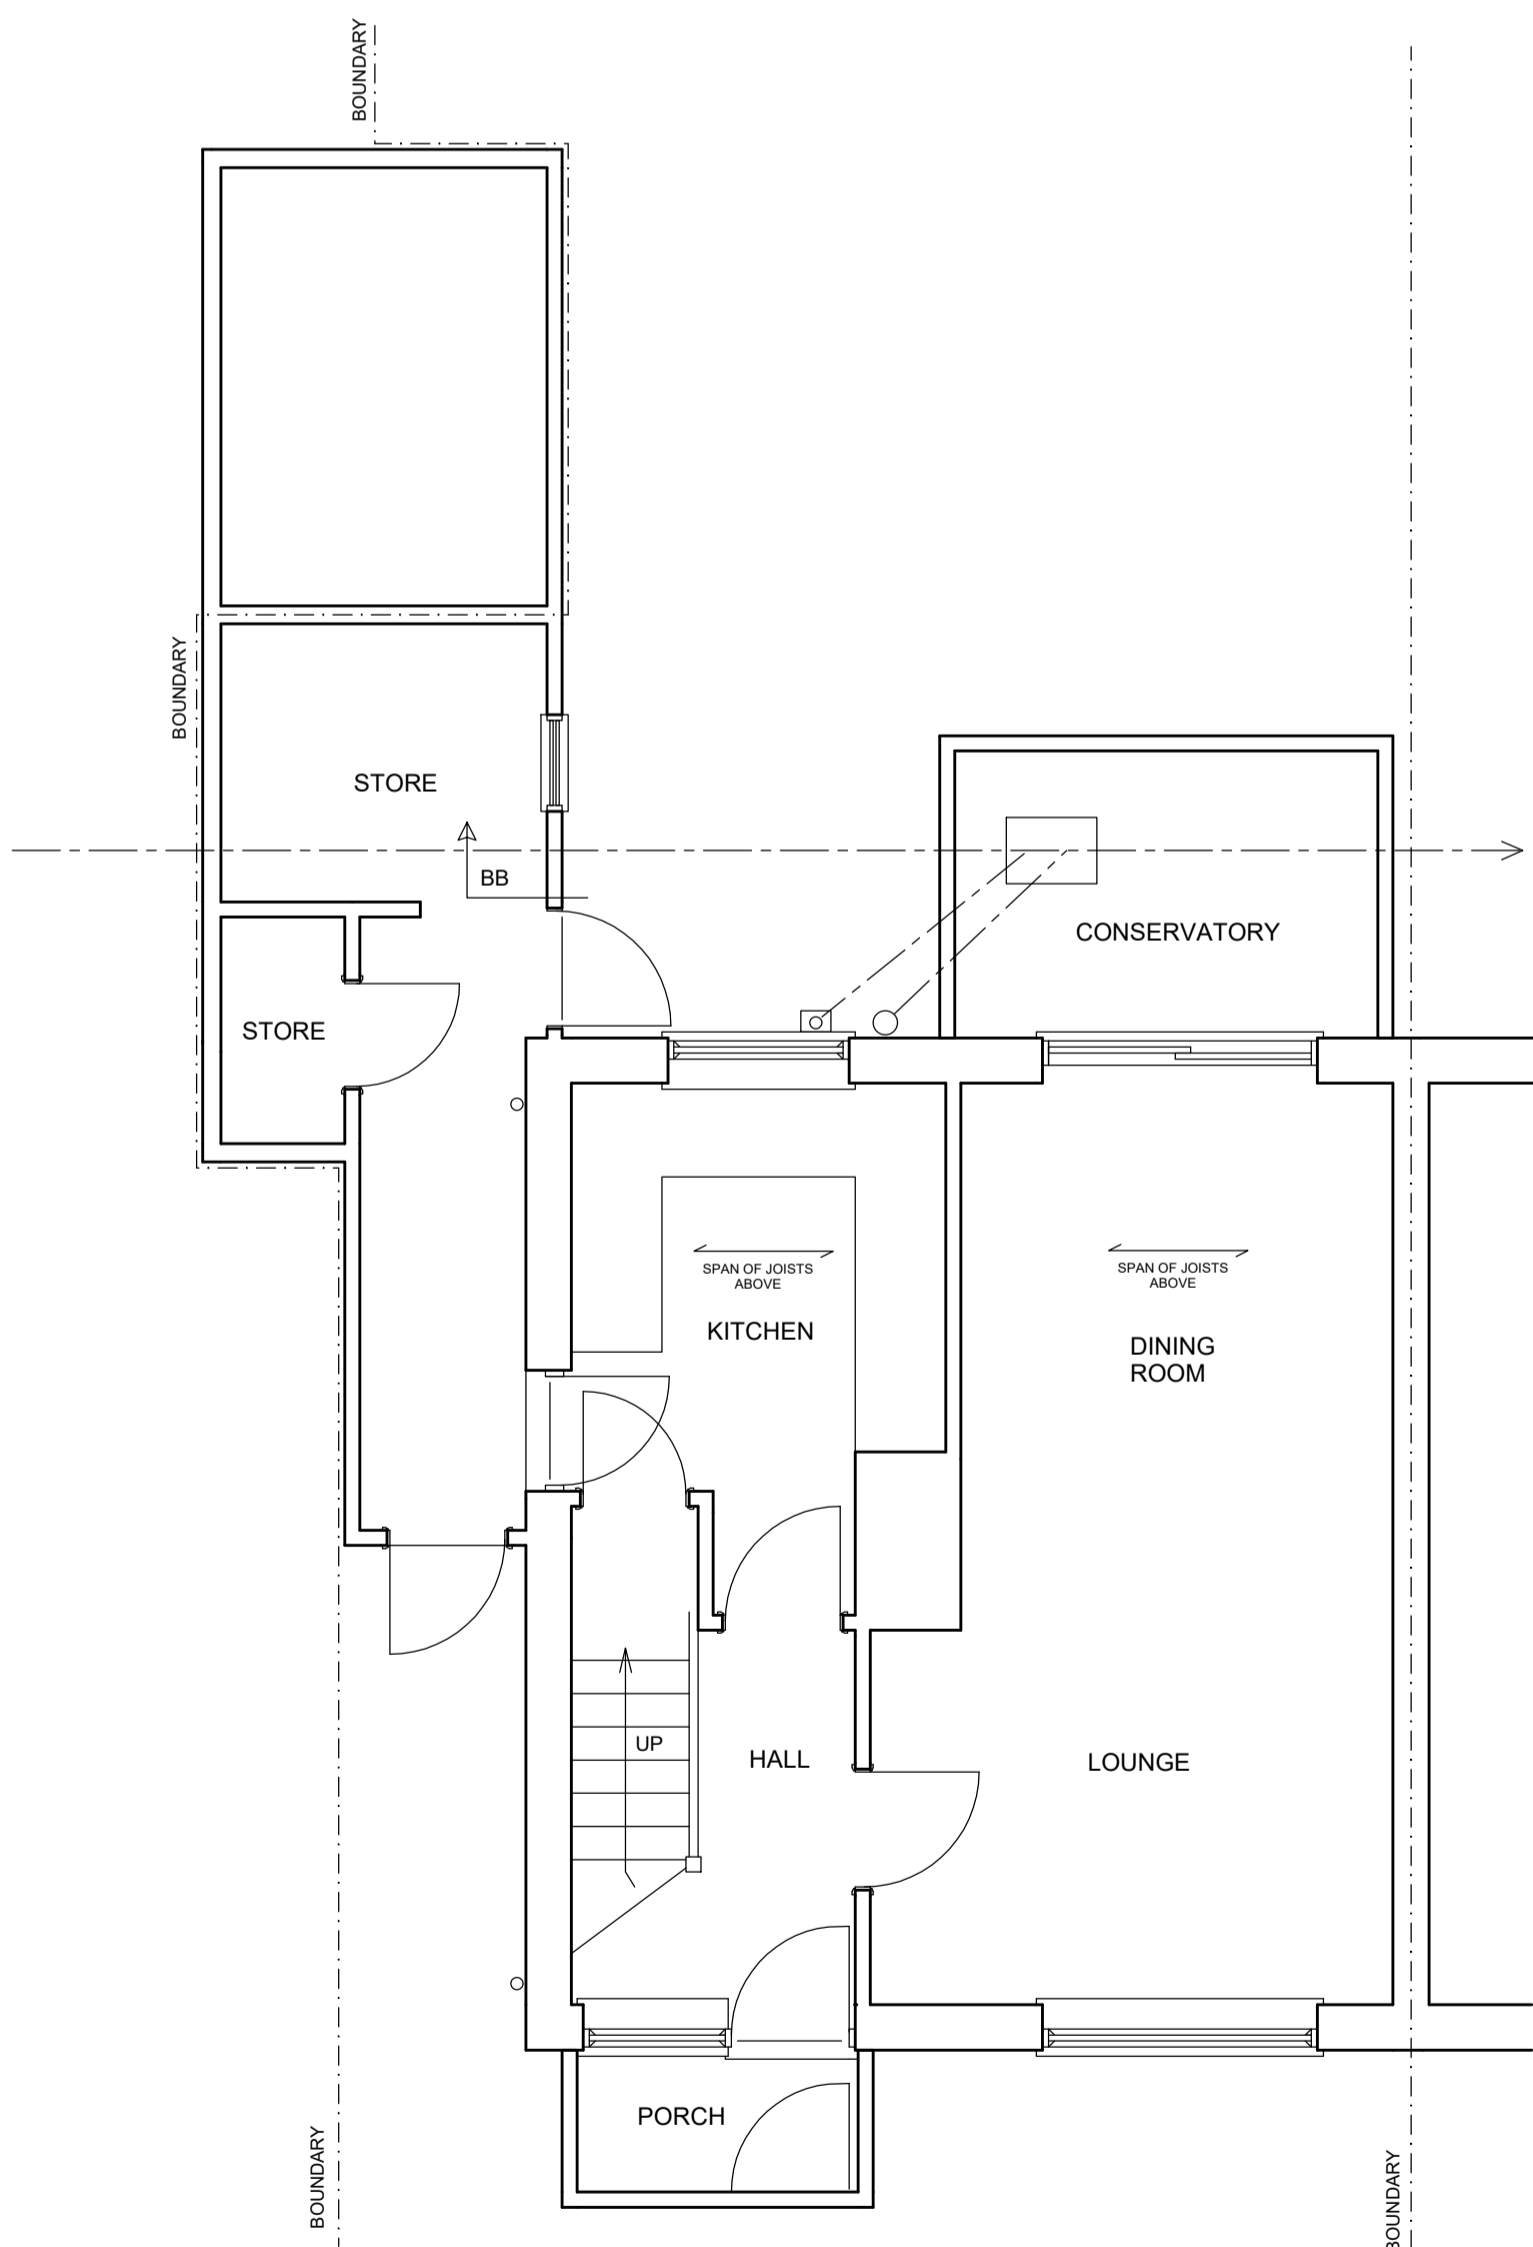 BOUNDARY
BOUNDARY
STORE
BB
CONSERVATORY
STORE
SPAN OF JOISTS
ABOVE
SPAN OF JOISTS
ABOVE
KITCHEN
DINING
ROOM
UP
HALL
LOUNGE
PORCH
BOUNDARY
BOUNDARY